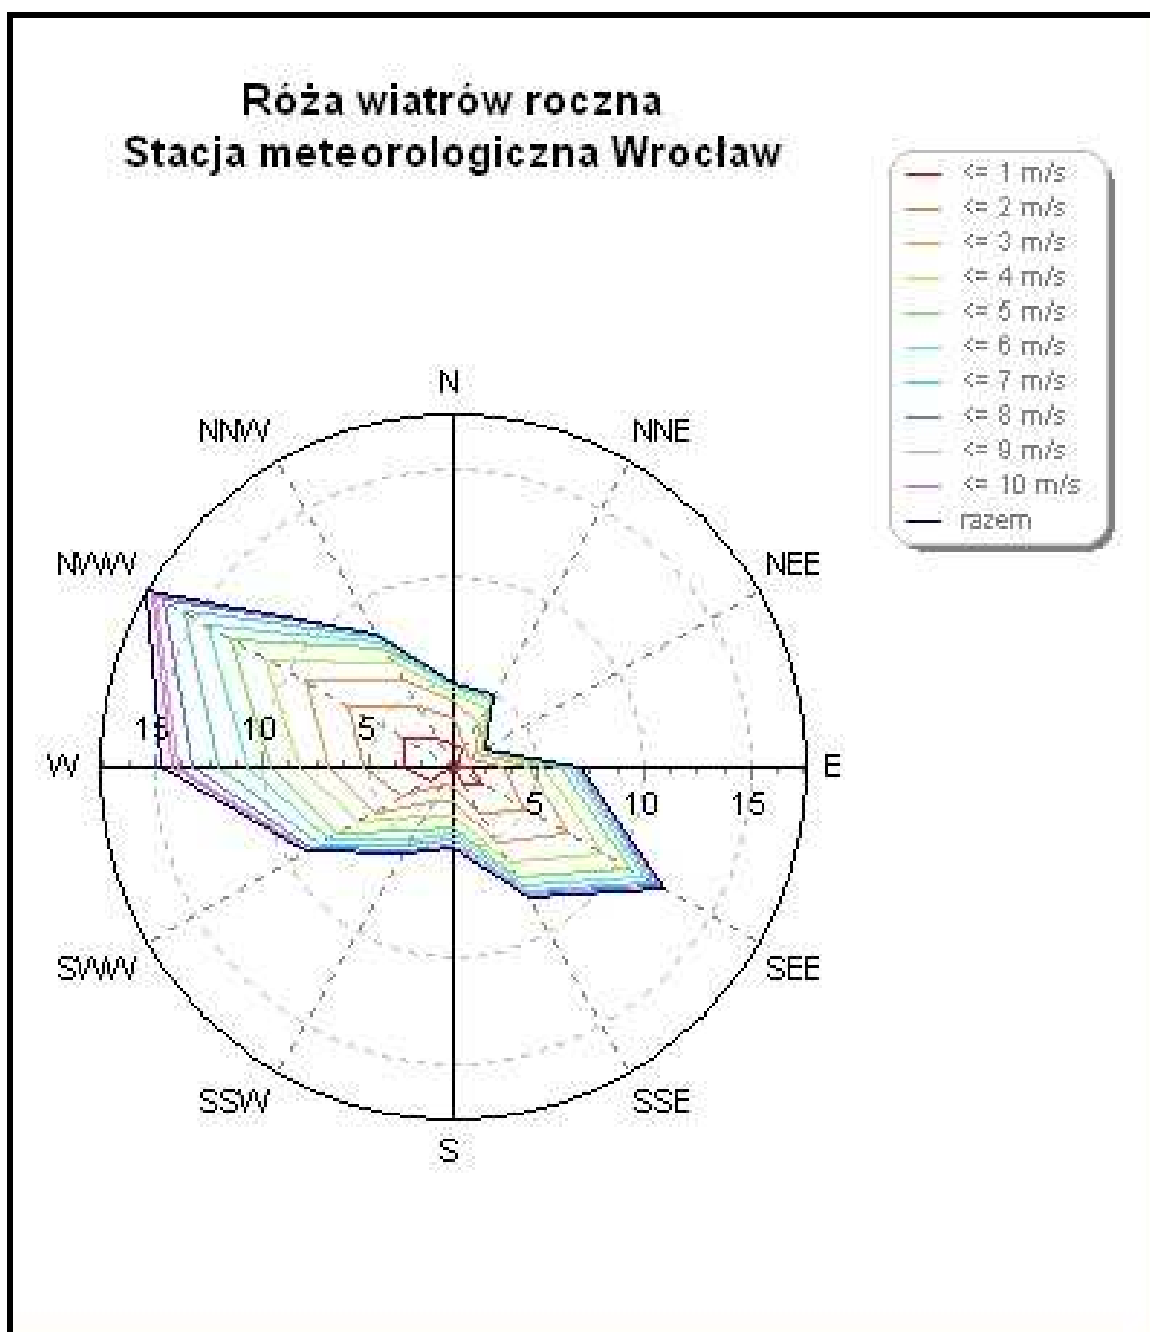 Róża wiatrów roczna
Stacja meteorologiczna Wrocław
<= 1 m/s
<= 2 m/s
<= 3 m/s
<= 4 m/s
<= 5 m/s
<= 6 m/s
<= 7 m/s
<= 8 m/s
<= 9 m/s
<= 10 m/s
razem
N
NNW
NNE
NWW
NEE
15 10 5
W
E
5 10 15
SWW
SEE
SSW
SSE
S